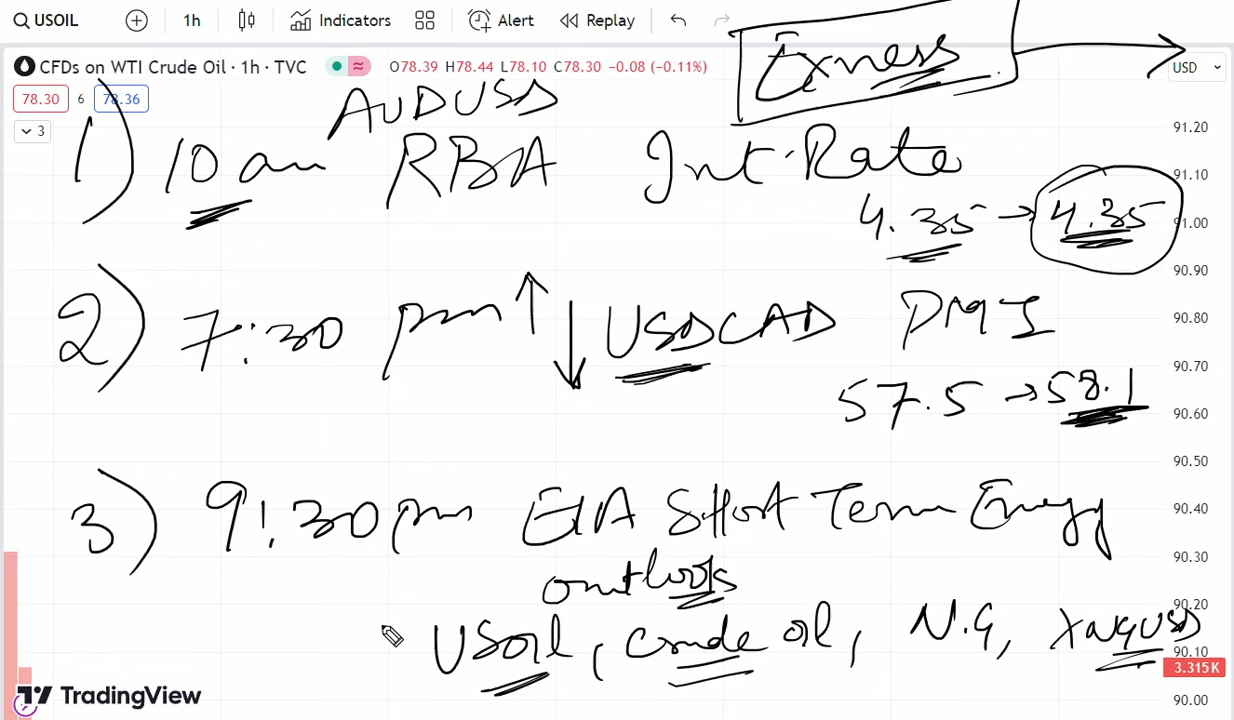 USOIL 1h Indicators Alert Replay
Exness
CFDs on WTI Crude Oil · 1h · TVC O78.39 H78.44 L78.10 C78.30 −0.08 (−0.11%) USD
78.30 6 78.36
3
AUDUSD
91.20
1) 10 am RBA Int. Rate
91.10
4.35 → 4.35
91.00
90.90
2) 7:30 pm ↑ ↓ USDCAD PMI
90.80
90.70
57.5 → 58.1
90.60
90.50
3) 9:30 pm EIA Short Term Energy
90.40
90.30
outlooks
90.20
USoil, Crude oil, N.G, XNGUSD
90.10
3.315K
TradingView
90.00